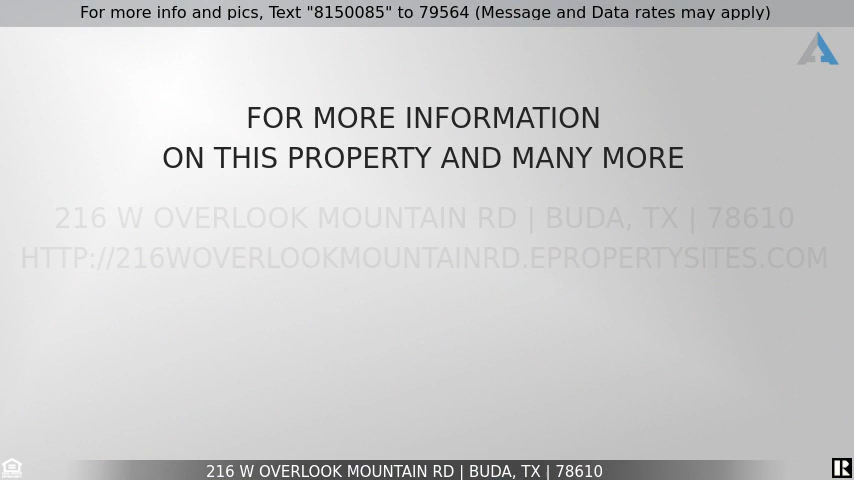 For more info and pics, Text "8150085" to 79564 (Message and Data rates may apply)
FOR MORE INFORMATION
ON THIS PROPERTY AND MANY MORE
216 W OVERLOOK MOUNTAIN RD | BUDA, TX | 78610
HTTP://216WOVERLOOKMOUNTAINRD.EPROPERTYSITES.COM
216 W OVERLOOK MOUNTAIN RD | BUDA, TX | 78610